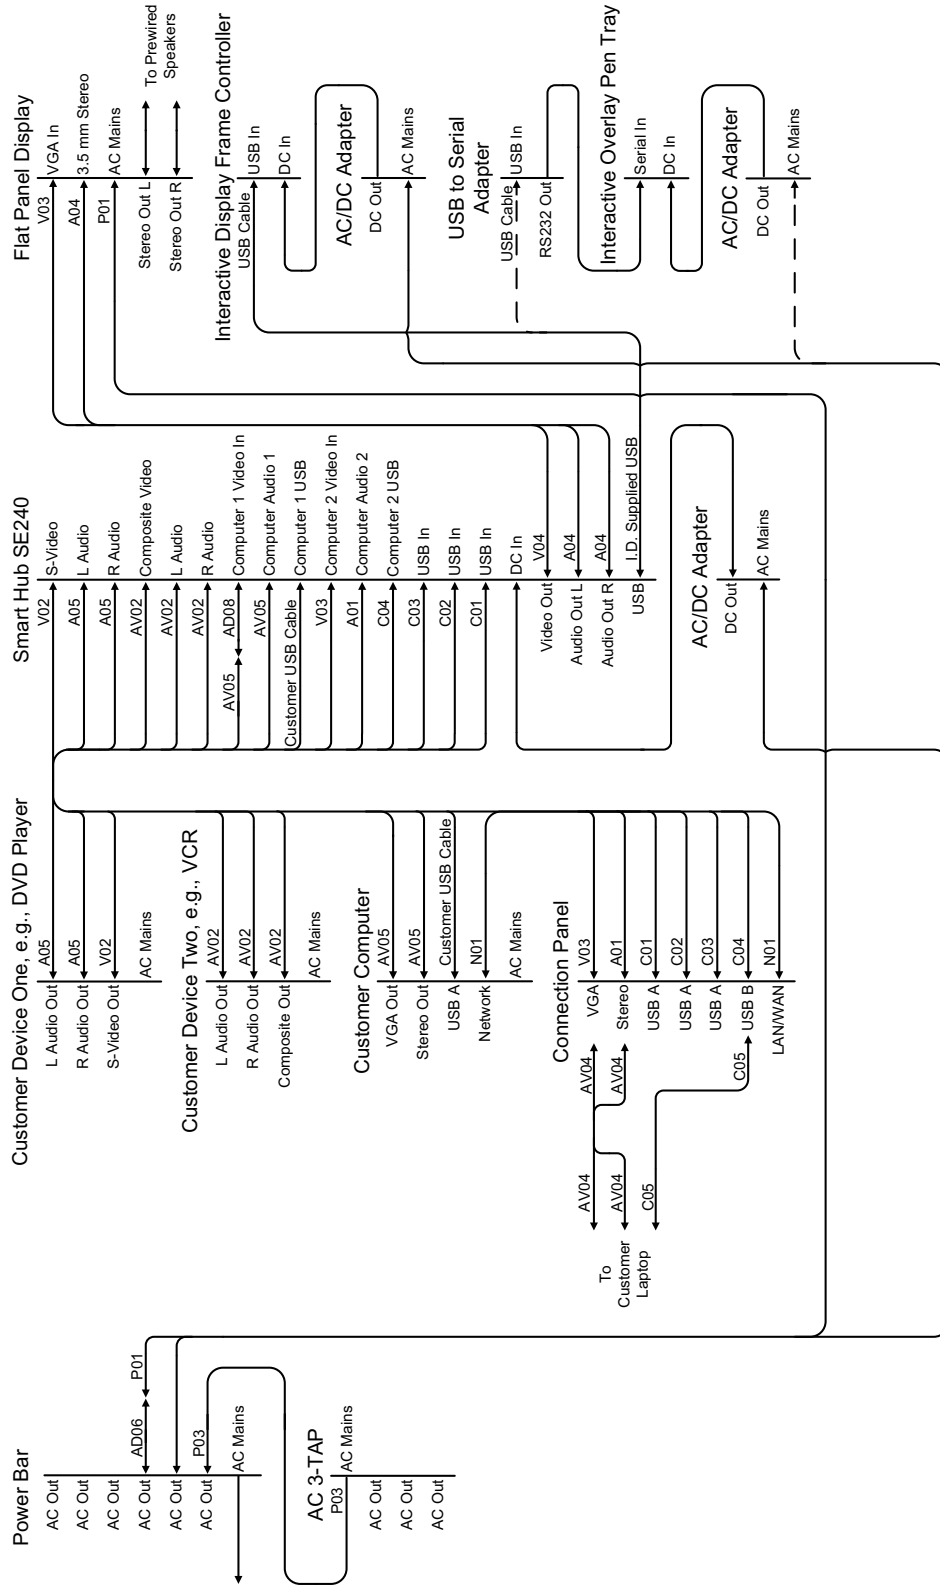 Power Bar
AC Out
AC Out
AC Out
AC Out
AC Out
AC Out
AD06
P01
P03
AC Mains
AC 3-TAP
P03
AC Mains
AC Out
AC Out
AC Out
Customer Device One, e.g., DVD Player
L Audio Out
A05
R Audio Out
A05
S-Video Out
V02
AC Mains
Customer Device Two, e.g., VCR
L Audio Out
AV02
R Audio Out
AV02
Composite Out
AV02
AC Mains
Customer Computer
VGA Out
AV05
Stereo Out
AV05
USB A
Customer USB Cable
Network
N01
AC Mains
Connection Panel
AV04
AV04
VGA
V03
AV04
AV04
Stereo
A01
C05
USB A
C01
USB A
C02
USB A
C03
C05
USB B
C04
LAN/WAN
N01
To
Customer
Laptop
Smart Hub SE240
V02
S-Video
A05
L Audio
A05
R Audio
AV02
Composite Video
AV02
L Audio
AV02
R Audio
AV05
AD08
Computer 1 Video In
AV05
Computer Audio 1
Customer USB Cable
Computer 1 USB
V03
Computer 2 Video In
A01
Computer Audio 2
C04
Computer 2 USB
C03
USB In
C02
USB In
C01
USB In
DC In
Video Out
V04
Audio Out L
A04
Audio Out R
A04
USB
I.D. Supplied USB
AC/DC Adapter
DC Out
AC Mains
Flat Panel Display
V03
VGA In
A04
3.5 mm Stereo
P01
AC Mains
Stereo Out L
Stereo Out R
To Prewired
Speakers
Interactive Display Frame Controller
USB Cable
USB In
DC In
AC/DC Adapter
DC Out
AC Mains
USB to Serial
Adapter
USB Cable
USB In
RS232 Out
Interactive Overlay Pen Tray
Serial In
DC In
AC/DC Adapter
DC Out
AC Mains